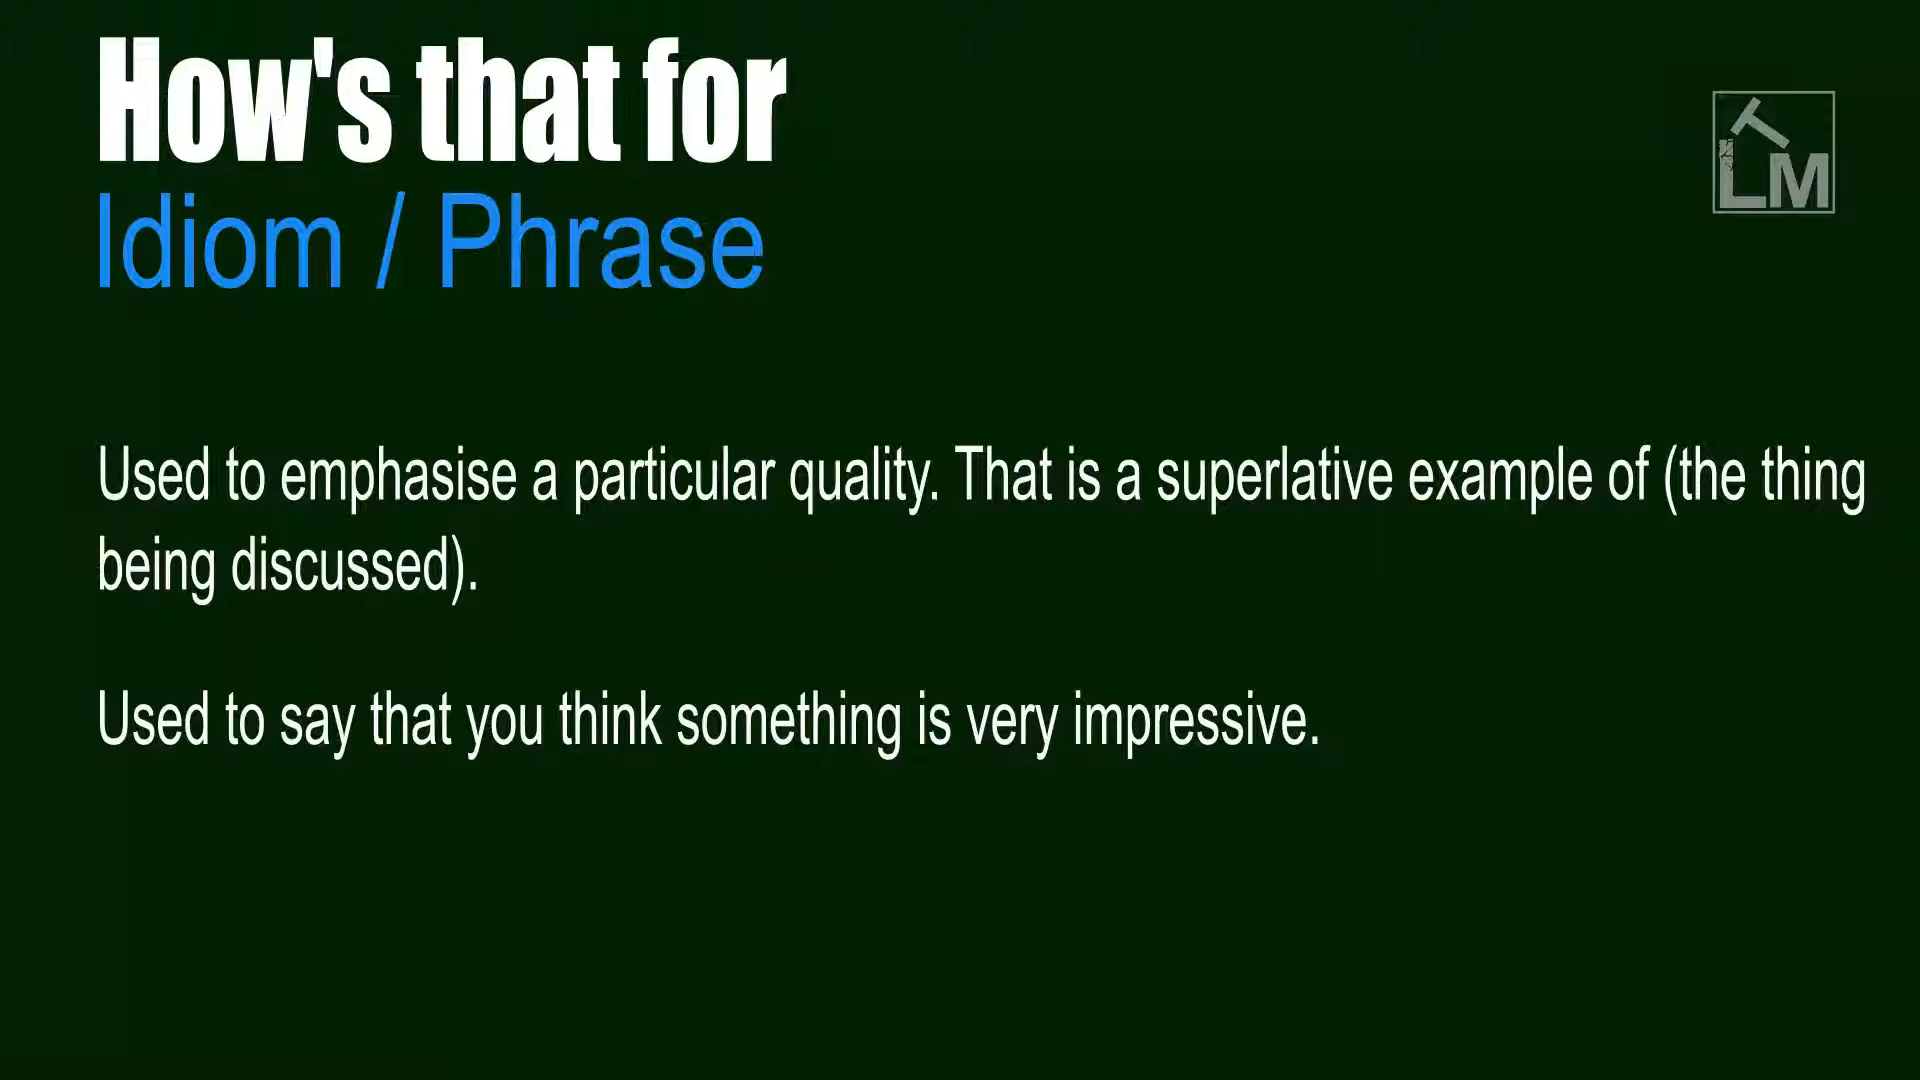 How's that for
Idiom / Phrase
LTM
Used to emphasise a particular quality. That is a superlative example of (the thing
being discussed).
Used to say that you think something is very impressive.